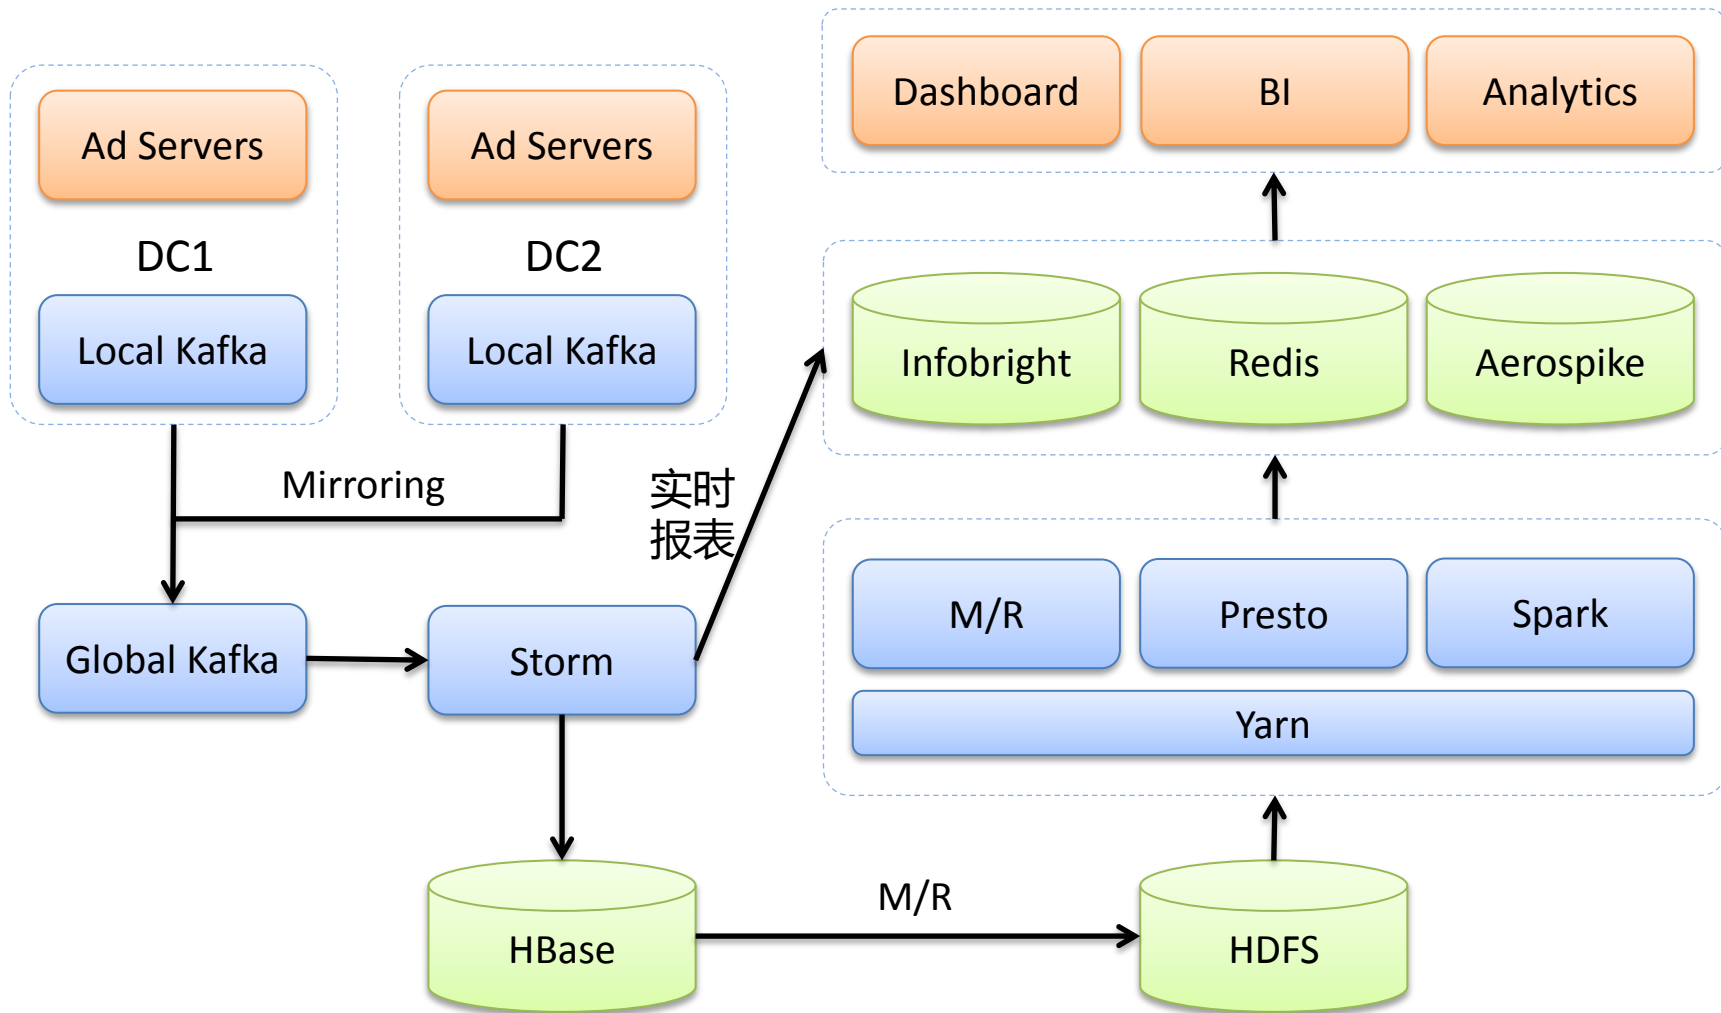 Ad Servers
DC1
Local Kafka
Ad Servers
DC2
Local Kafka
Mirroring
Global Kafka
Storm
实时
报表
HBase
M/R
HDFS
Dashboard
BI
Analytics
Infobright
Redis
Aerospike
M/R
Presto
Spark
Yarn